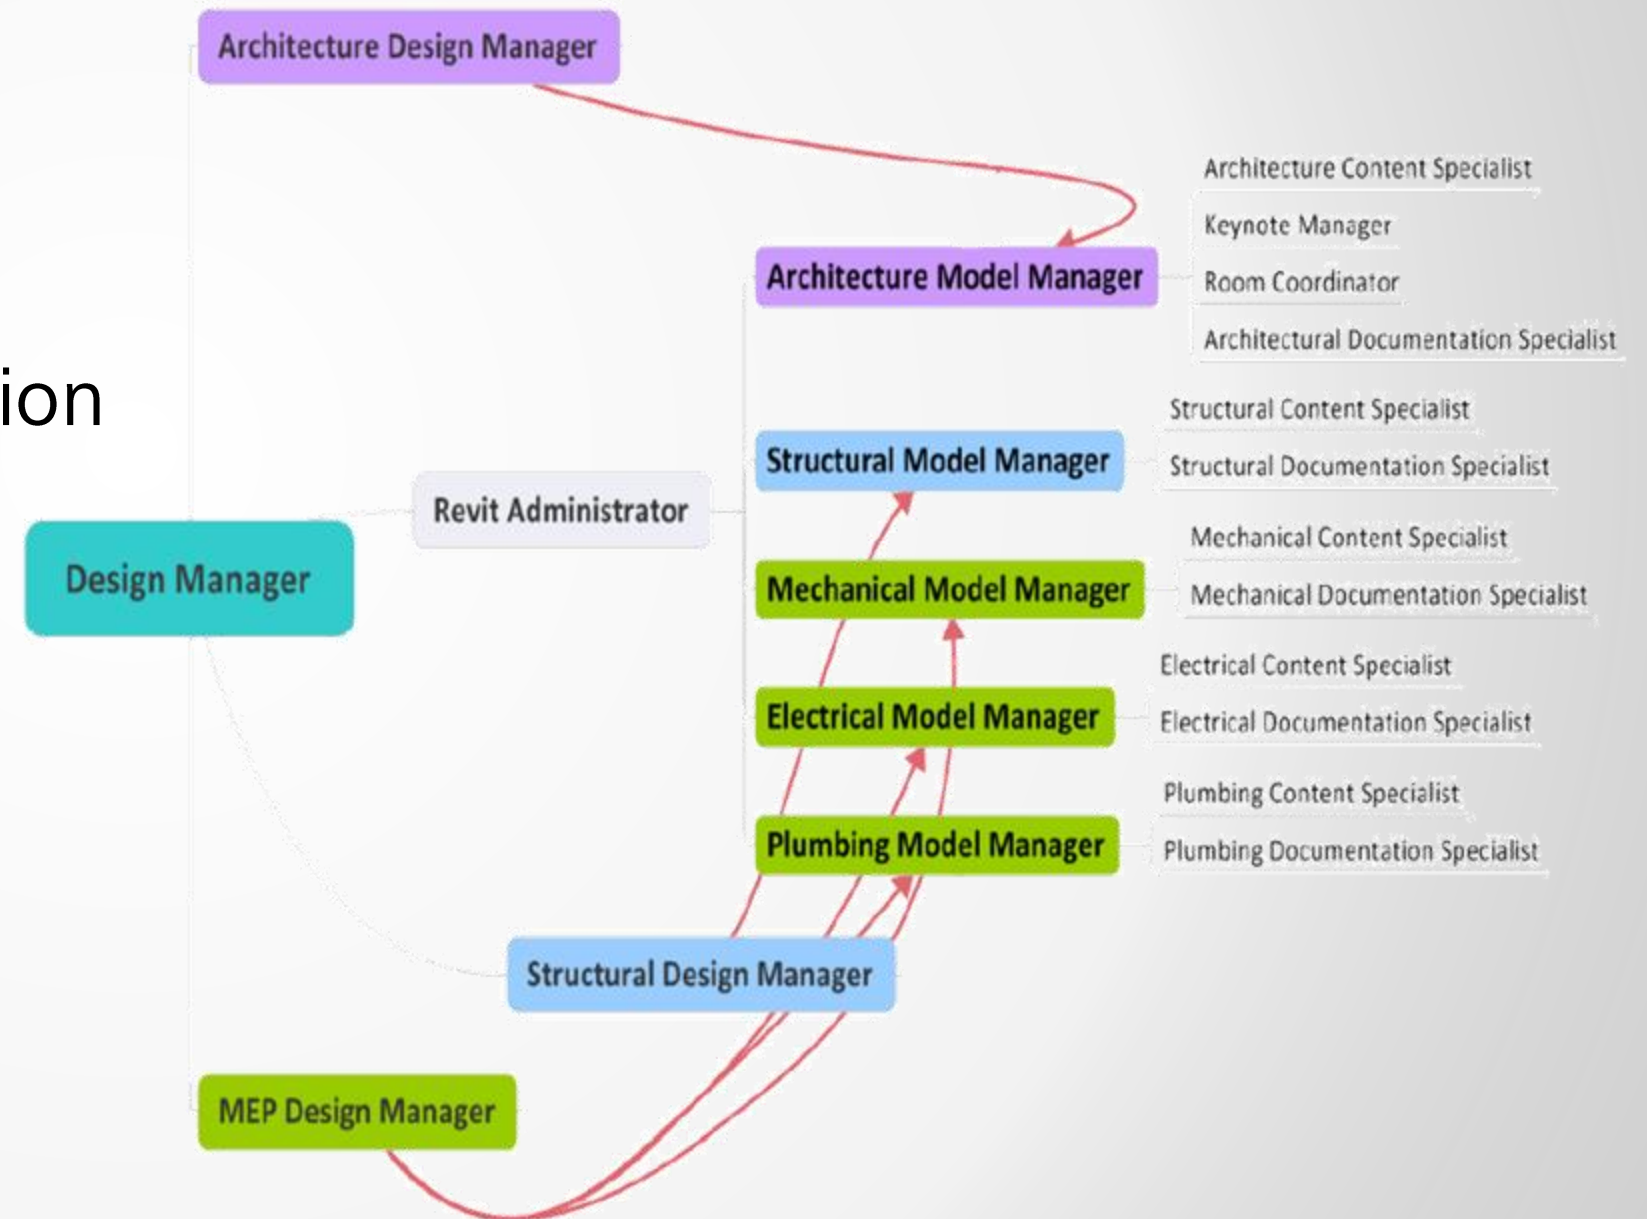 Architecture Design Manager
Architecture Content Specialist
Keynote Manager
Architecture Model Manager
Room Coordinator
Architectural Documentation Specialist
ion
Structural Content Specialist
Structural Model Manager
Structural Documentation Specialist
Revit Administrator
Mechanical Content Specialist
Design Manager
Mechanical Model Manager
Mechanical Documentation Specialist
Electrical Content Specialist
Electrical Model Manager
Electrical Documentation Specialist
Plumbing Content Specialist
Plumbing Model Manager
Plumbing Documentation Specialist
Structural Design Manager
MEP Design Manager